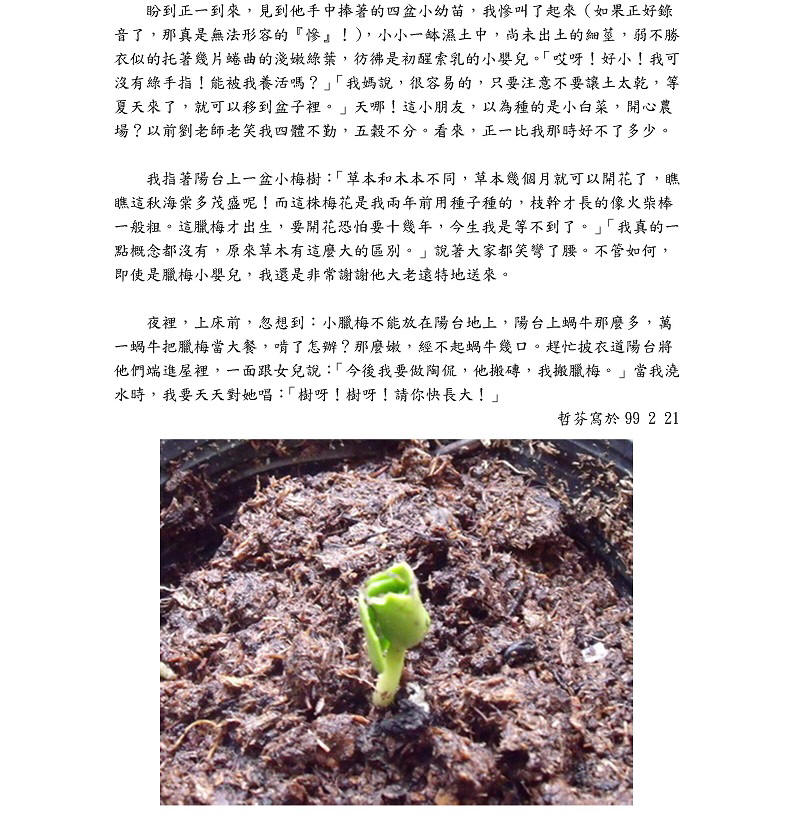 盼到正一到來，見到他手中捧著的四盆小幼苗，我慘叫了起來（如果正好錄
音了，那真是無法形容的『慘』！），小小一缽濕土中，尚未出土的細莖，弱不勝
衣似的托著幾片蜷曲的淺嫩綠葉，彷彿是初醒索乳的小嬰兒。「哎呀！好小！我可
沒有綠手指！能被我養活嗎？」「我媽說，很容易的，只要注意不要讓土太乾，等
夏天來了，就可以移到盆子裡。」天哪！這小朋友，以為種的是小白菜，開心農
場？以前劉老師老笑我四體不勤，五穀不分。看來，正一比我那時好不了多少。
我指著陽台上一盆小梅樹：「草本和木本不同，草本幾個月就可以開花了，瞧
瞧這秋海棠多茂盛呢！而這株梅花是我兩年前用種子種的，枝幹才長的像火柴棒
一般粗。這臘梅才出生，要開花恐怕要十幾年，今生我是等不到了。」「我真的一
點概念都沒有，原來草木有這麼大的區別。」說著大家都笑彎了腰。不管如何，
即使是臘梅小嬰兒，我還是非常謝謝他大老遠特地送來。
夜裡，上床前，忽想到：小臘梅不能放在陽台地上，陽台上蝸牛那麼多，萬
一蝸牛把臘梅當大餐，啃了怎辦？那麼嫩，經不起蝸牛幾口。趕忙披衣道陽台將
他們端進屋裡，一面跟女兒說：「今後我要做陶侃，他搬磚，我搬臘梅。」當我澆
水時，我要天天對她唱：「樹呀！樹呀！請你快長大！」
哲芬寫於 99 2 21